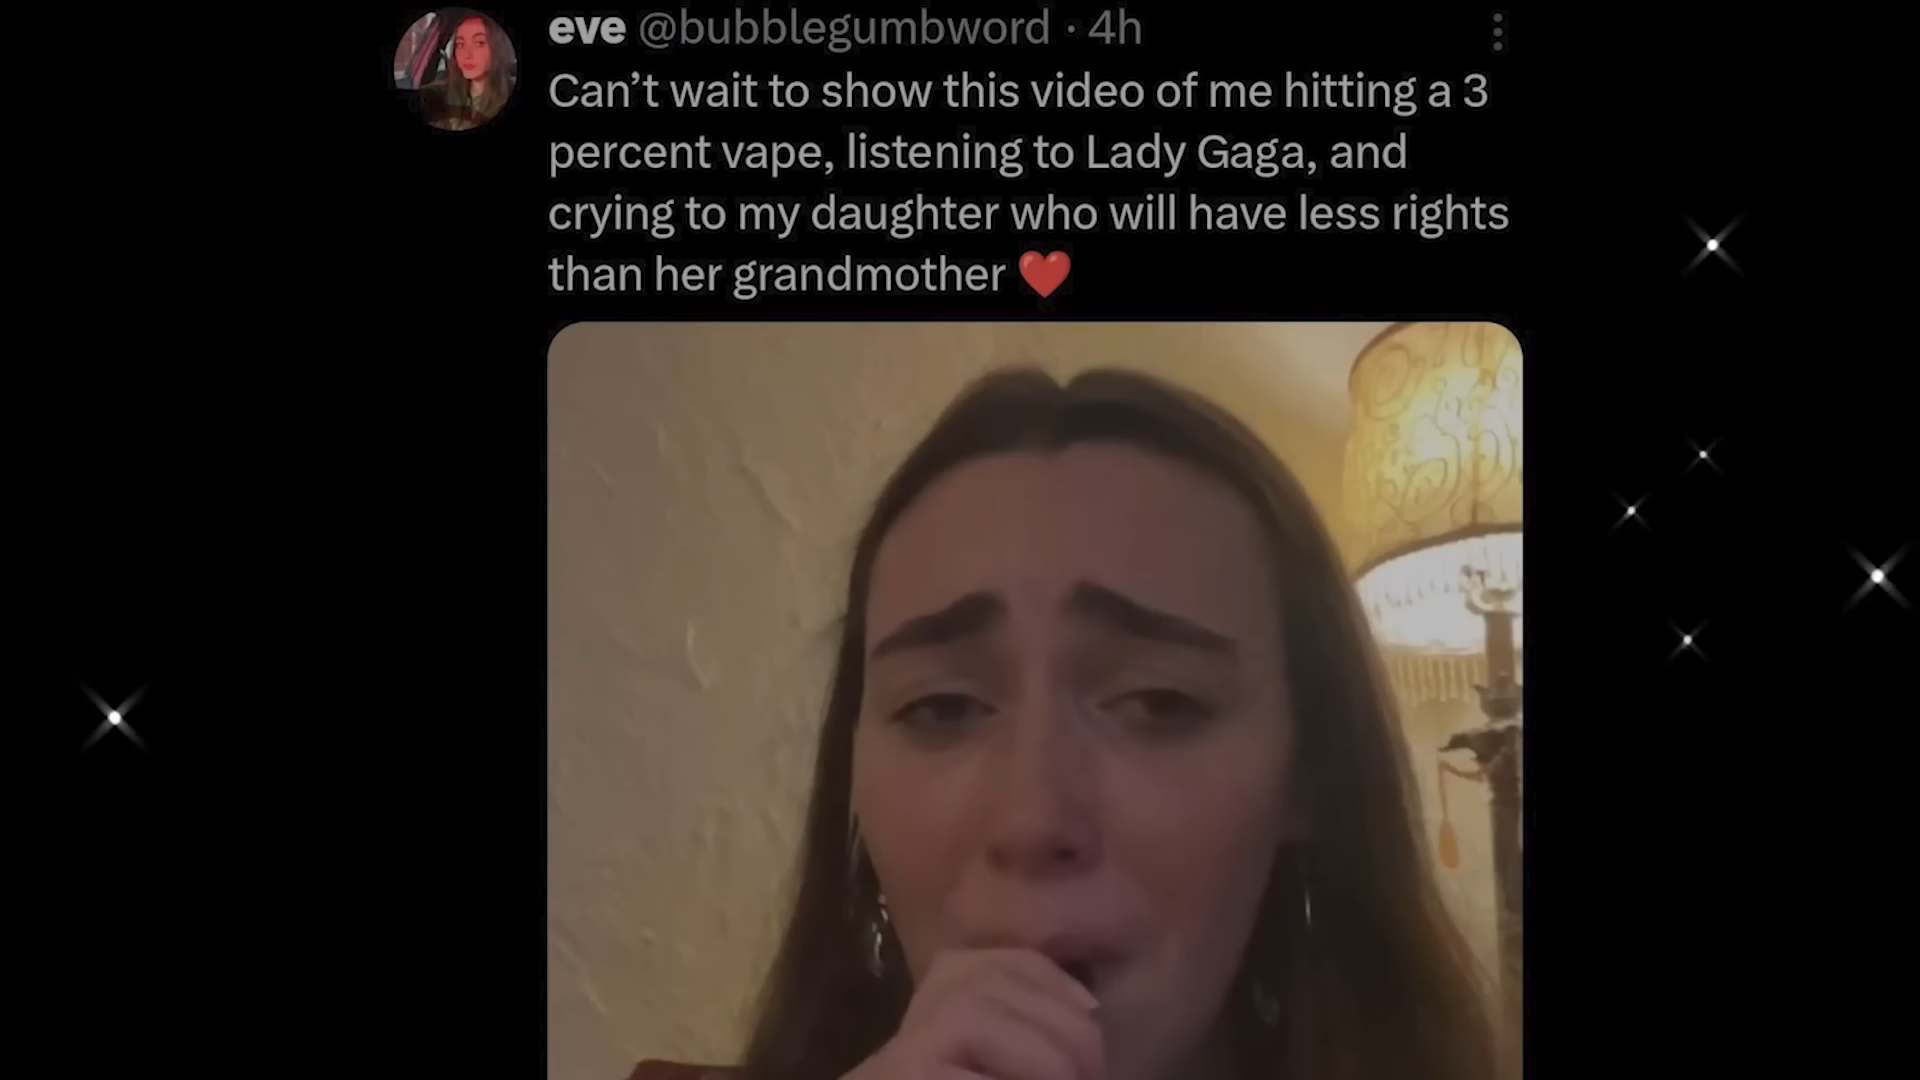 eve @bubblegumbword · 4h
Can’t wait to show this video of me hitting a 3
percent vape, listening to Lady Gaga, and
crying to my daughter who will have less rights
than her grandmother ❤️